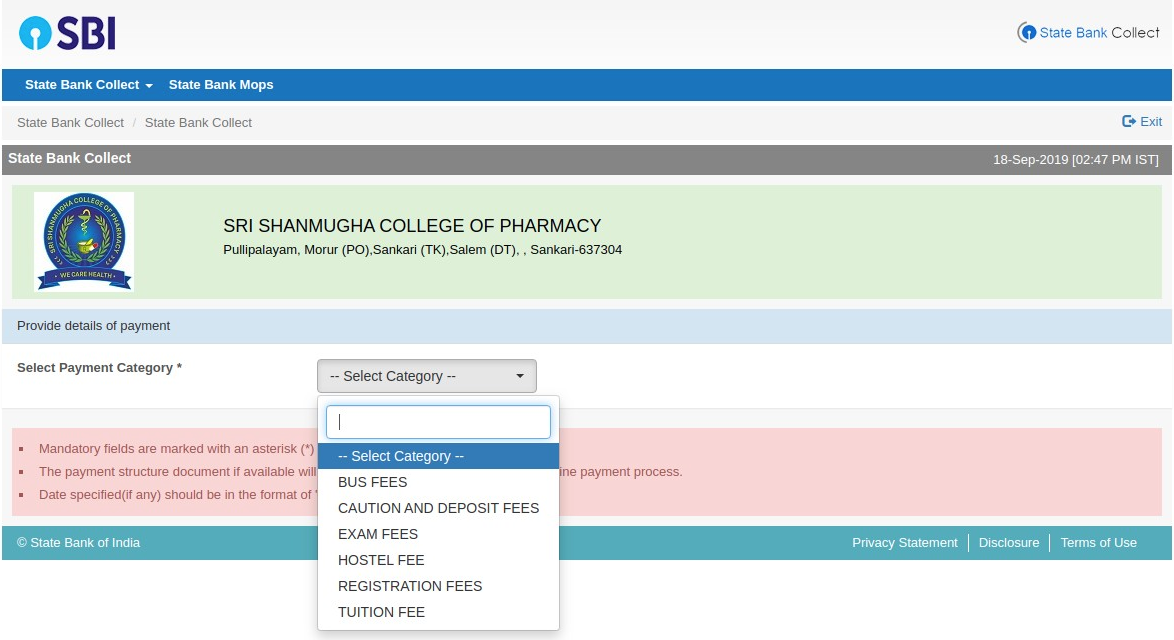 SBI
State Bank Collect
State Bank Collect State Bank Mops
State Bank Collect / State Bank Collect
Exit
State Bank Collect
18-Sep-2019 [02:47 PM IST]
SRI SHANMUGHA COLLEGE OF PHARMACY
WE CARE HEALTH
SRI SHANMUGHA COLLEGE OF PHARMACY
Pullipalayam, Morur (PO),Sankari (TK),Salem (DT), , Sankari-637304
Provide details of payment
Select Payment Category *
-- Select Category --
-- Select Category --
BUS FEES
CAUTION AND DEPOSIT FEES
EXAM FEES
HOSTEL FEE
REGISTRATION FEES
TUITION FEE
Mandatory fields are marked with an asterisk (*)
The payment structure document if available will ine payment process.
Date specified(if any) should be in the format of '
© State Bank of India
Privacy Statement Disclosure Terms of Use